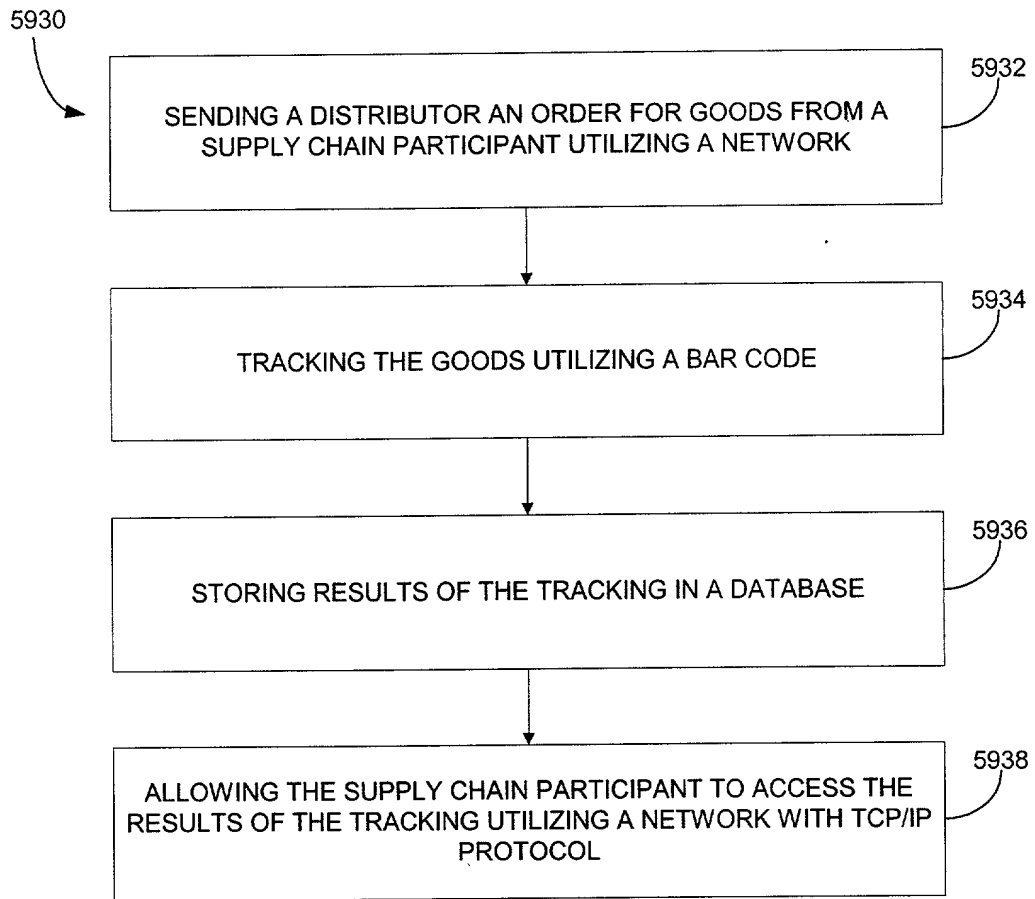 5930
5932
SENDING A DISTRIBUTOR AN ORDER FOR GOODS FROM A
SUPPLY CHAIN PARTICIPANT UTILIZING A NETWORK
5934
TRACKING THE GOODS UTILIZING A BAR CODE
5936
STORING RESULTS OF THE TRACKING IN A DATABASE
5938
ALLOWING THE SUPPLY CHAIN PARTICIPANT TO ACCESS THE
RESULTS OF THE TRACKING UTILIZING A NETWORK WITH TCP/IP
PROTOCOL